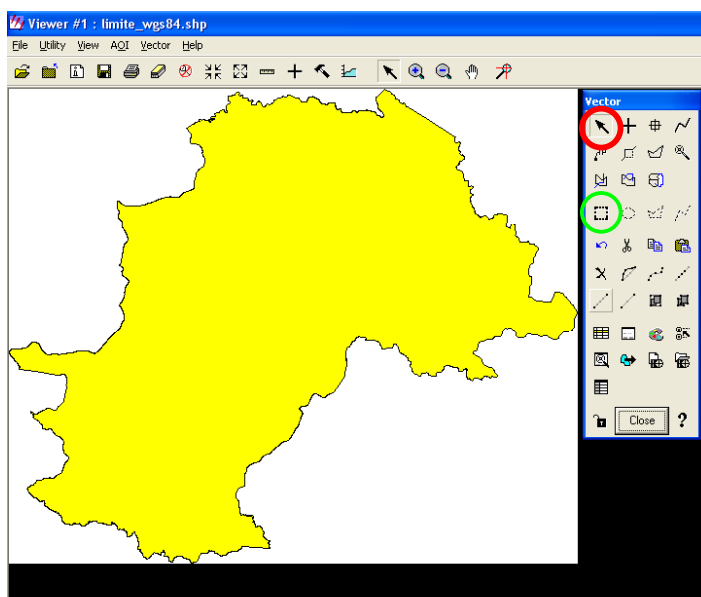 Viewer #1 : limite_wgs84.shp
File Utility View AOI Vector Help
Vector
Close ?